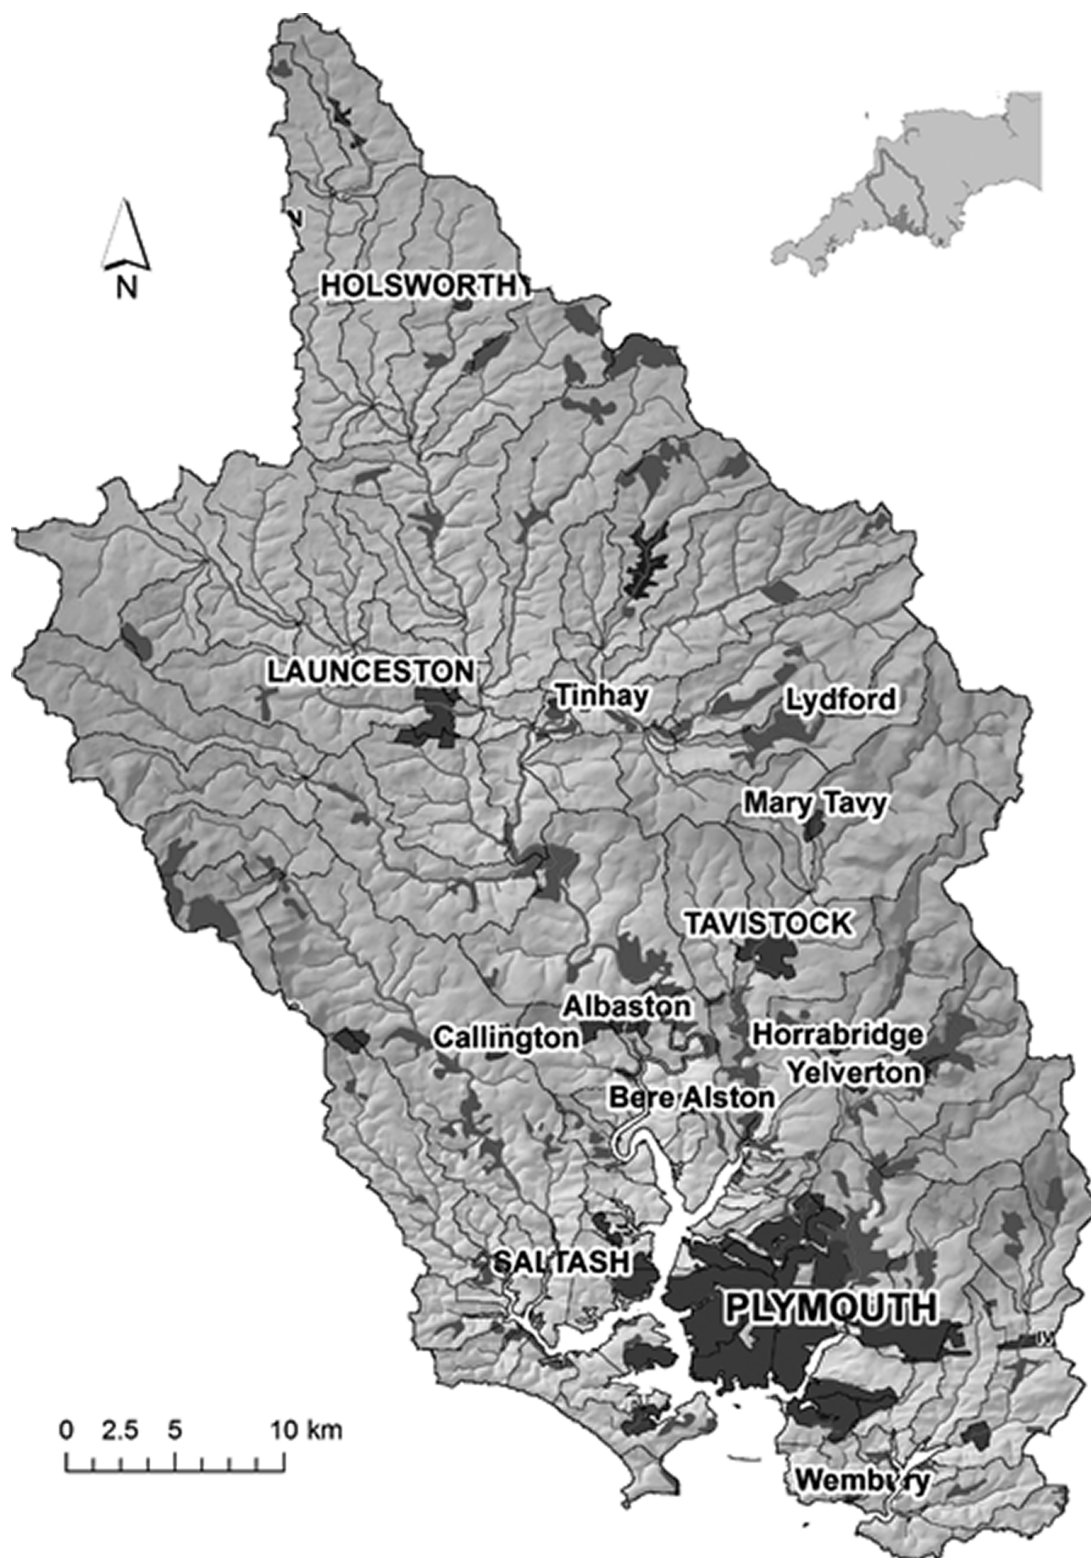 N
HOLSWORTHY
LAUNCESTON
Tinhay
Lydford
Mary Tavy
TAVISTOCK
Albaston
Callington
Horrabridge
Yelverton
Bere Alston
SALTASH
PLYMOUTH
0 2.5 5 10 km
Wembury